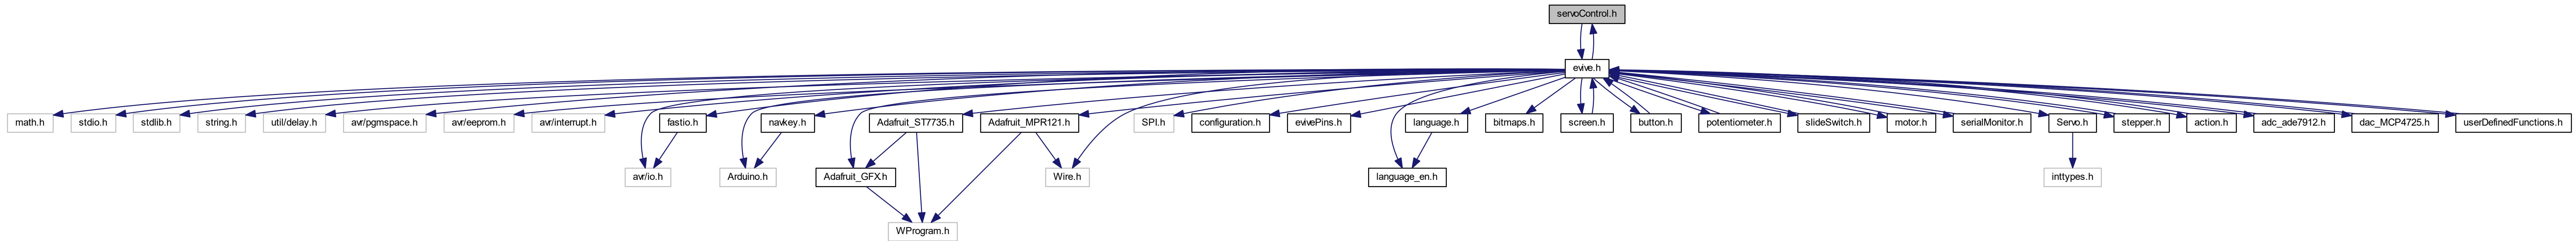 servoControl.h
evive.h
math.h
stdio.h
stdlib.h
string.h
util/delay.h
avr/pgmspace.h
avr/eeprom.h
avr/interrupt.h
fastio.h
navkey.h
Adafruit_ST7735.h
Adafruit_MPR121.h
SPI.h
configuration.h
evivePins.h
language.h
bitmaps.h
screen.h
button.h
potentiometer.h
slideSwitch.h
motor.h
serialMonitor.h
Servo.h
stepper.h
action.h
adc_ade7912.h
dac_MCP4725.h
userDefinedFunctions.h
avr/io.h
Arduino.h
Adafruit_GFX.h
Wire.h
language_en.h
inttypes.h
WProgram.h